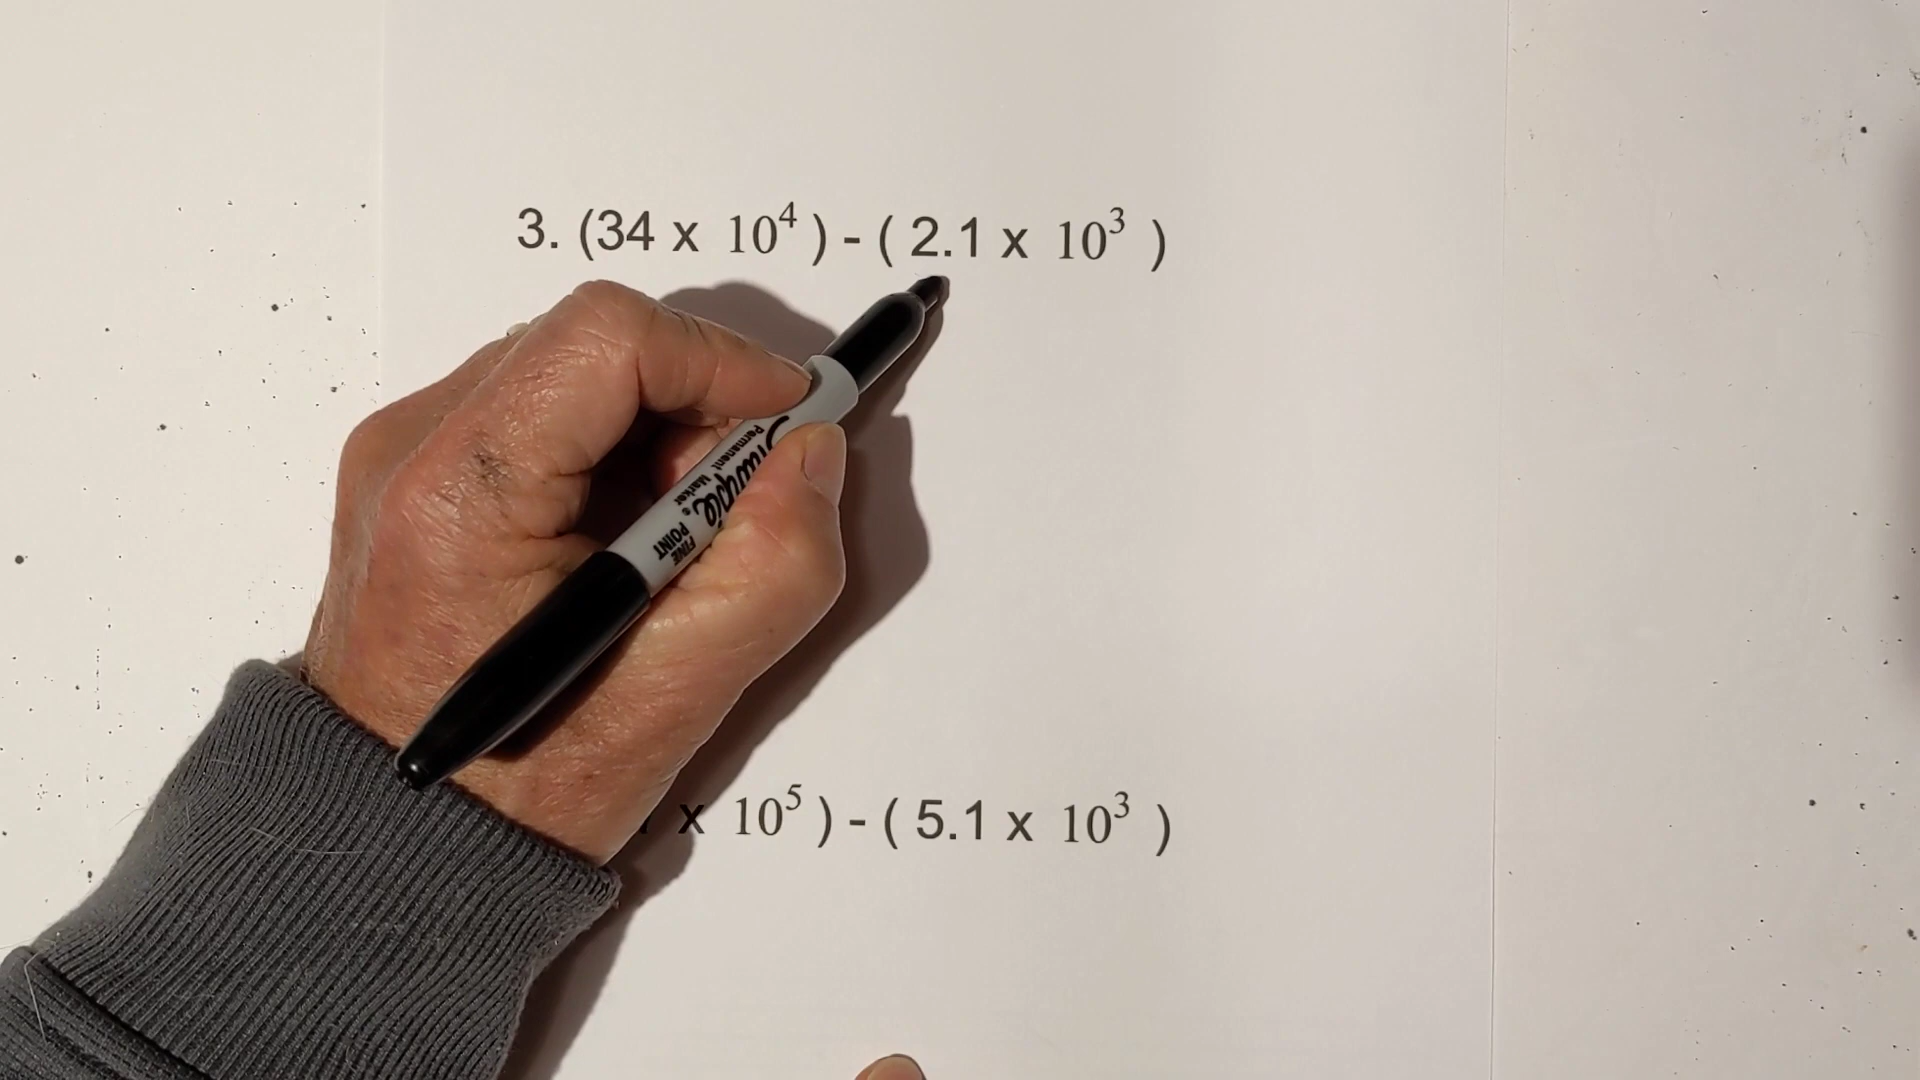 3. (34 x 10⁴ ) - ( 2.1 x 10³ )
Sharpie
Permanent Marker
FINE POINT
x 10⁵ ) - ( 5.1 x 10³ )